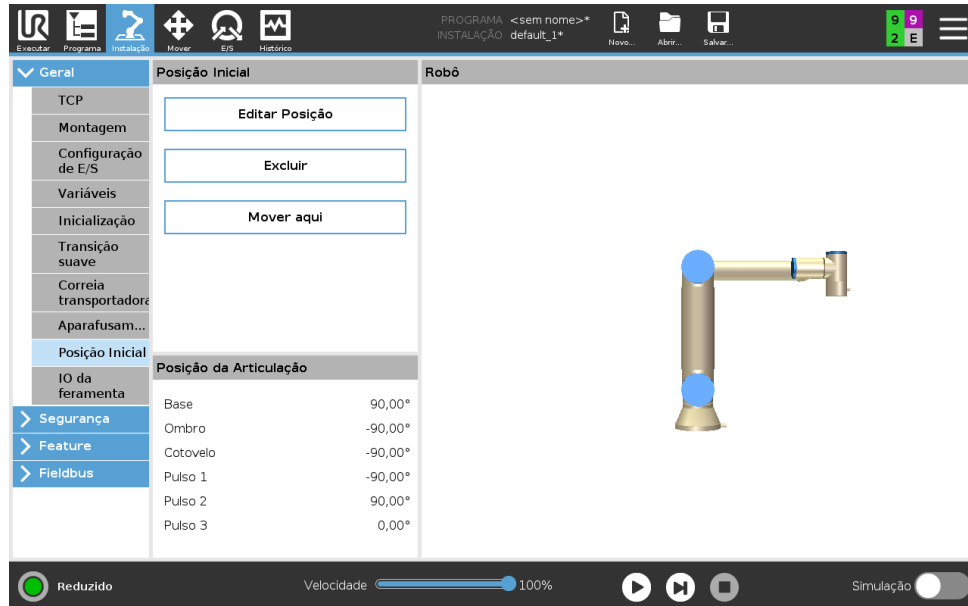 PROGRAMA <sem nome>*
INSTALAÇÃO default_1*
Executar
Programa
Instalação
Mover
E/S
Histórico
Novo...
Abrir...
Salvar...
9 9
2 E
Geral
TCP
Montagem
Configuração
de E/S
Variáveis
Inicialização
Transição
suave
Correia
transportadora
Aparafusam...
Posição Inicial
IO da
feramenta
Segurança
Feature
Fieldbus
Posição Inicial
Editar Posição
Excluir
Mover aqui
Posição da Articulação
Base 90,00°
Ombro -90,00°
Cotovelo -90,00°
Pulso 1 -90,00°
Pulso 2 90,00°
Pulso 3 0,00°
Robô
Reduzido
Velocidade 100%
Simulação